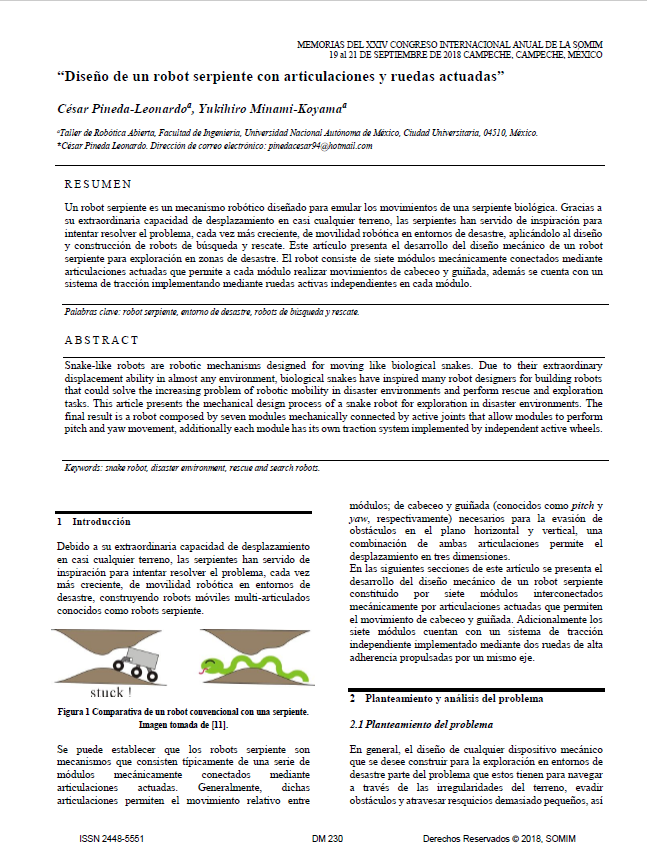 MEMORIAS DEL XXIV CONGRESO INTERNACIONAL ANUAL DE LA SOMIM
19 al 21 DE SEPTIEMBRE DE 2018 CAMPECHE, CAMPECHE, MÉXICO
“Diseño de un robot serpiente con articulaciones y ruedas actuadas”
César Pineda-Leonardoª, Yukihiro Minami-Koyamaª
ªTaller de Robótica Abierta, Facultad de Ingeniería, Universidad Nacional Autónoma de México, Ciudad Universitaria, 04510, México.
*César Pineda Leonardo. Dirección de correo electrónico: pinedacesar94@hotmail.com
RESUMEN
Un robot serpiente es un mecanismo robótico diseñado para emular los movimientos de una serpiente biológica. Gracias a
su extraordinaria capacidad de desplazamiento en casi cualquier terreno, las serpientes han servido de inspiración para
intentar resolver el problema, cada vez más creciente, de movilidad robótica en entornos de desastre, aplicándolo al diseño
y construcción de robots de búsqueda y rescate. Este artículo presenta el desarrollo del diseño mecánico de un robot
serpiente para exploración en zonas de desastre. El robot consiste de siete módulos mecánicamente conectados mediante
articulaciones actuadas que permite a cada módulo realizar movimientos de cabeceo y guiñada, además se cuenta con un
sistema de tracción implementando mediante ruedas activas independientes en cada módulo.
Palabras clave: robot serpiente, entorno de desastre, robots de búsqueda y rescate.
ABSTRACT
Snake-like robots are robotic mechanisms designed for moving like biological snakes. Due to their extraordinary
displacement ability in almost any environment, biological snakes have inspired many robot designers for building robots
that could solve the increasing problem of robotic mobility in disaster environments and perform rescue and exploration
tasks. This article presents the mechanical design process of a snake robot for exploration in disaster environments. The
final result is a robot composed by seven modules mechanically connected by active joints that allow modules to perform
pitch and yaw movement, additionally each module has its own traction system implemented by independent active wheels.
Keywords: snake robot, disaster environment, rescue and search robots.
1 Introducción
Debido a su extraordinaria capacidad de desplazamiento
en casi cualquier terreno, las serpientes han servido de
inspiración para intentar resolver el problema, cada vez
más creciente, de movilidad robótica en entornos de
desastre, construyendo robots móviles multi-articulados
conocidos como robots serpiente.
stuck !
Figura 1 Comparativa de un robot convencional con una serpiente.
Imagen tomada de [11].
Se puede establecer que los robots serpiente son
mecanismos que consisten típicamente de una serie de
módulos mecánicamente conectados mediante
articulaciones actuadas. Generalmente, dichas
articulaciones permiten el movimiento relativo entre
módulos; de cabeceo y guiñada (conocidos como pitch y
yaw, respectivamente) necesarios para la evasión de
obstáculos en el plano horizontal y vertical, una
combinación de ambas articulaciones permite el
desplazamiento en tres dimensiones.
En las siguientes secciones de este artículo se presenta el
desarrollo del diseño mecánico de un robot serpiente
constituido por siete módulos interconectados
mecánicamente por articulaciones actuadas que permiten
el movimiento de cabeceo y guiñada. Adicionalmente los
siete módulos cuentan con un sistema de tracción
independiente implementado mediante dos ruedas de alta
adherencia propulsadas por un mismo eje.
2 Planteamiento y análisis del problema
2.1 Planteamiento del problema
En general, el diseño de cualquier dispositivo mecánico
que se desee construir para la exploración en entornos de
desastre parte del problema que estos tienen para navegar
a través de las irregularidades del terreno, evadir
obstáculos y atravesar resquicios demasiado pequeños, así
ISSN 2448-5551 DM 230 Derechos Reservados © 2018, SOMIM